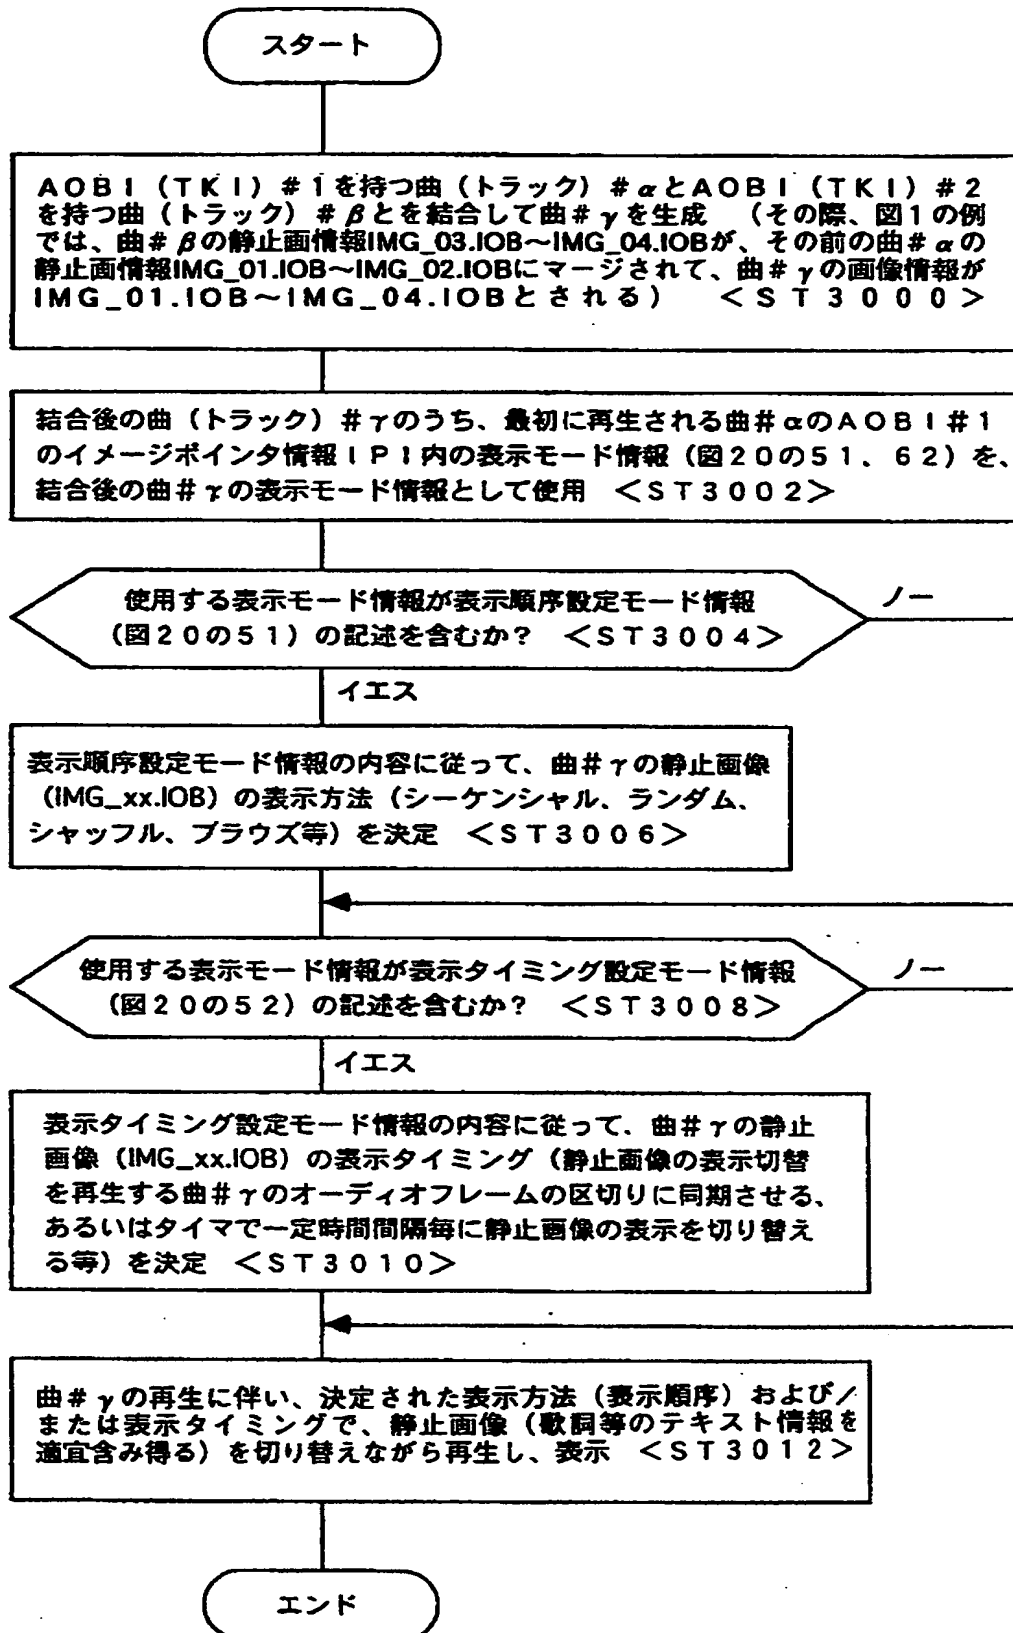 スタート
AOBI(TKI)#1を持つ曲(トラック)#αとAOBI(TKI)#2
を持つ曲(トラック)#βとを結合して曲#γを生成 (その際、図1の例
では、曲#βの静止画情報IMG_03.IOB~IMG_04.IOBが、その前の曲#αの
静止画情報IMG_01.IOB~IMG_02.IOBにマージされて、曲#γの画像情報が
IMG_01.IOB~IMG_04.IOBとされる) <ST3000>
結合後の曲(トラック)#γのうち、最初に再生される曲#αのAOBI#1
のイメージポインタ情報IPI内の表示モード情報(図20の51、62)を、
結合後の曲#γの表示モード情報として使用 <ST3002>
使用する表示モード情報が表示順序設定モード情報
(図20の51)の記述を含むか? <ST3004>
ノー
イエス
表示順序設定モード情報の内容に従って、曲#γの静止画像
(IMG_xx.IOB)の表示方法(シーケンシャル、ランダム、
シャッフル、ブラウズ等)を決定 <ST3006>
使用する表示モード情報が表示タイミング設定モード情報
(図20の52)の記述を含むか? <ST3008>
ノー
イエス
表示タイミング設定モード情報の内容に従って、曲#γの静止
画像(IMG_xx.IOB)の表示タイミング(静止画像の表示切替
を再生する曲#γのオーディオフレームの区切りに同期させる、
あるいはタイマで一定時間間隔毎に静止画像の表示を切り替え
る等)を決定 <ST3010>
曲#γの再生に伴い、決定された表示方法(表示順序)および/
または表示タイミングで、静止画像(歌詞等のテキスト情報を
適宜含み得る)を切り替えながら再生し、表示 <ST3012>
エンド